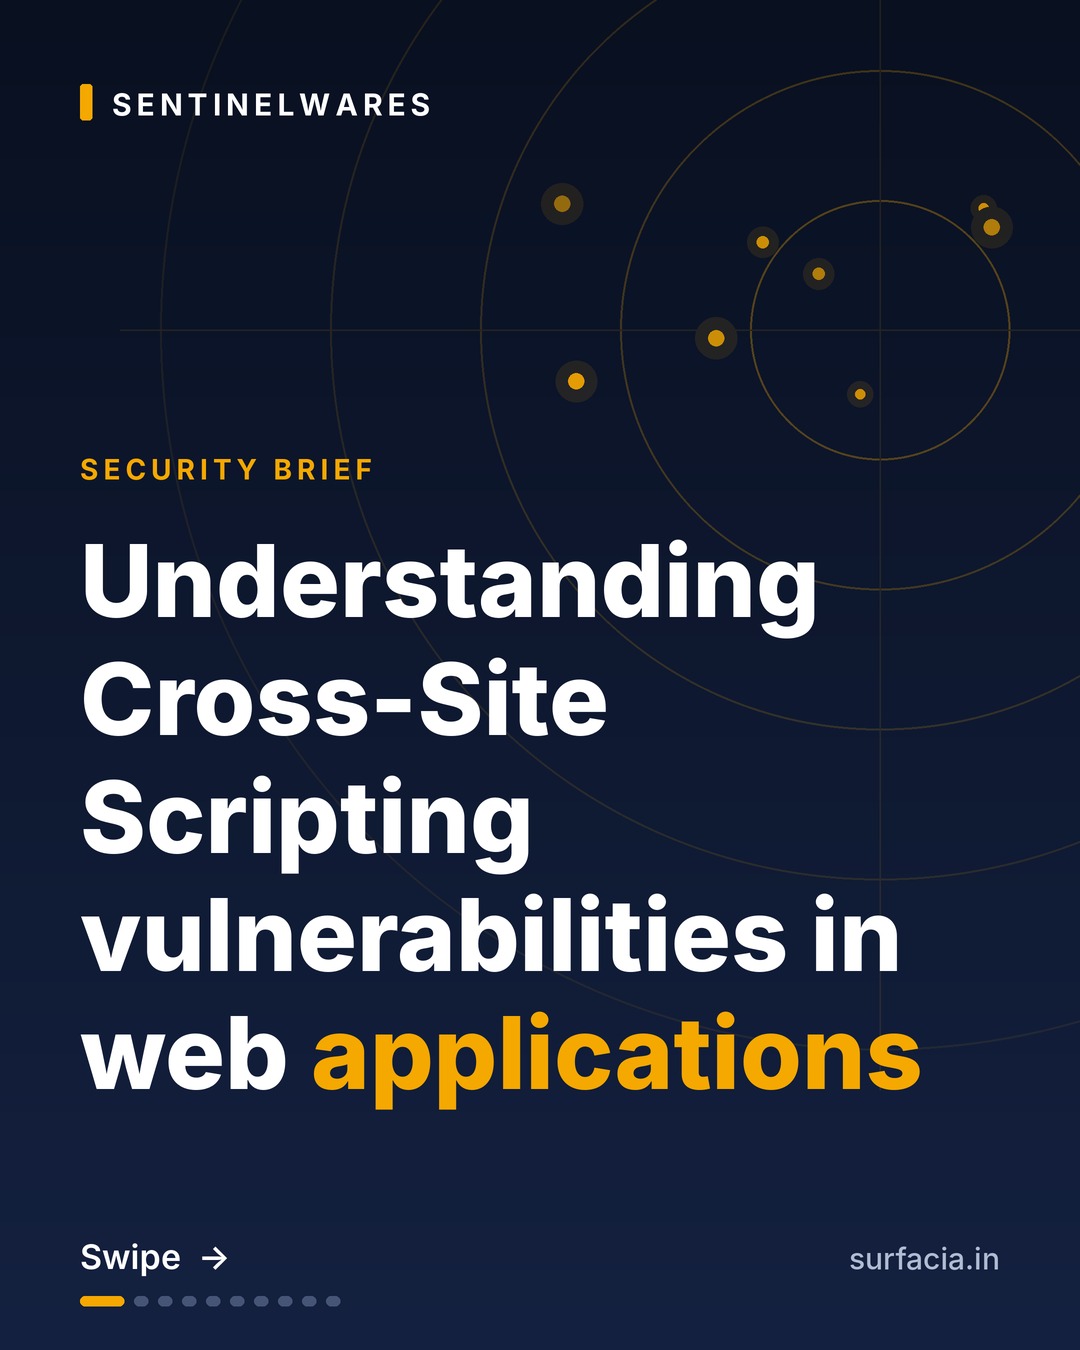 SENTINELWARES
SECURITY BRIEF
Understanding
Cross-Site
Scripting
vulnerabilities in
web applications
Swipe →
surfacia.in